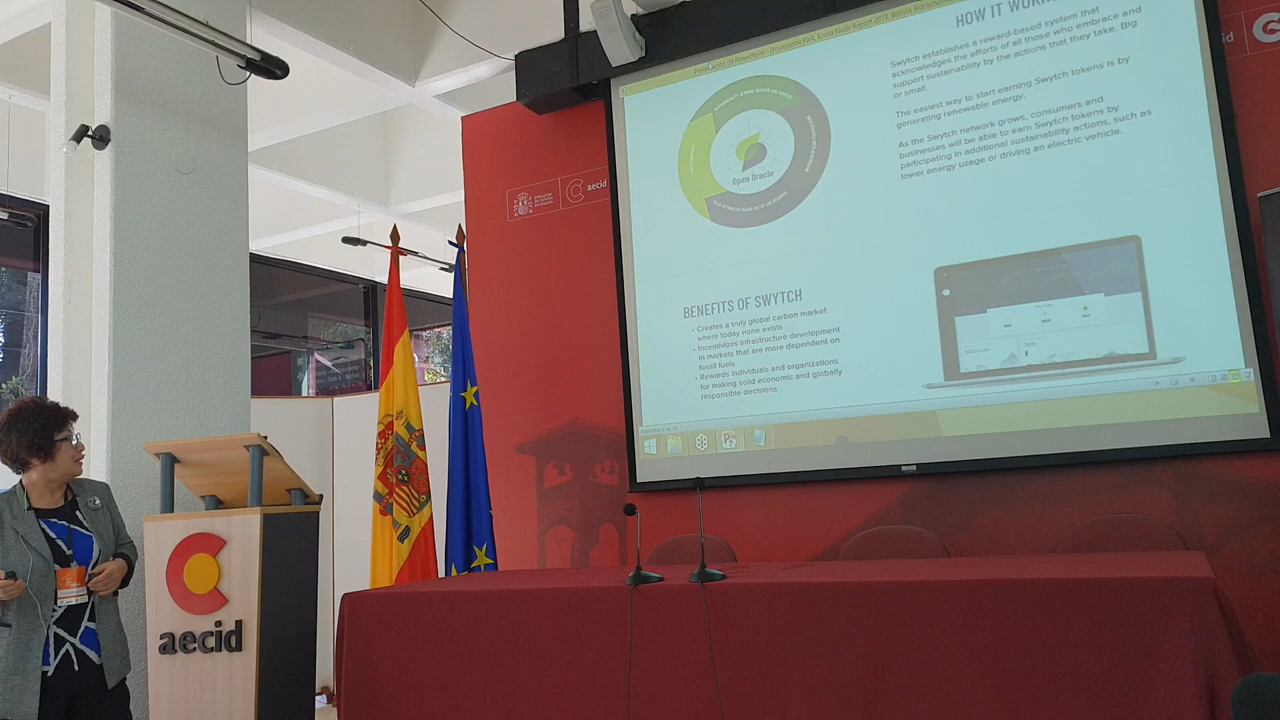 HOW IT WORKS
Swytch establishes a reward-based system that
acknowledges the efforts of all those who embrace and
support sustainability by the actions that they take. Big
or small.
The easiest way to start earning Swytch tokens is by
generating renewable energy.
As the Swytch network grows, consumers and
businesses will be able to earn Swytch tokens by
participating in additional sustainability actions, such as
lower energy usage or driving an electric vehicle.
Open Oracle
BENEFITS OF SWYTCH
• Creates a truly global carbon market
where today none exists
• Incentivizes infrastructure development
in markets that are more dependent on
fossil fuels
• Rewards individuals and organizations
for making solid economic and globally
responsible decisions
aecid
aecid